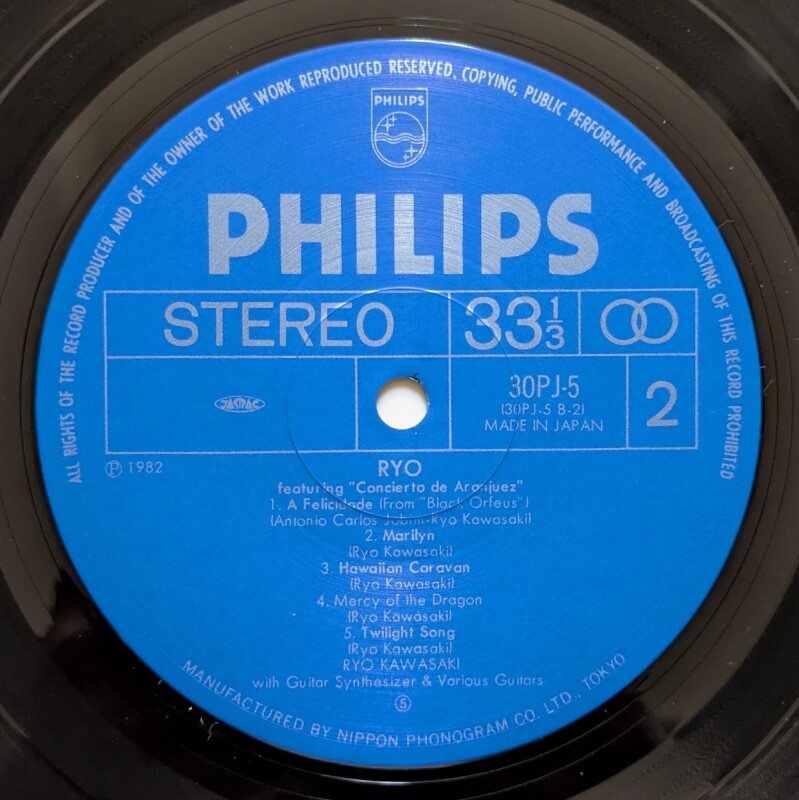 ALL RIGHTS OF THE RECORD PRODUCER AND OF THE OWNER OF THE WORK REPRODUCED RESERVED. COPYING, PUBLIC PERFORMANCE AND BROADCASTING OF THIS RECORD PROHIBITED
PHILIPS
PHILIPS
STEREO
33 1/3
30PJ-5
(30PJ-5 B-2)
MADE IN JAPAN
2
JASRAC
Ⓟ 1982
RYO
featuring "Concierto de Aranjuez"
1. A Felicidade (From "Black Orfeus")
(Antonio Carlos Jobim-Ryo Kawasaki)
2. Marilyn
(Ryo Kawasaki)
3. Hawaiian Caravan
(Ryo Kawasaki)
4. Mercy of the Dragon
(Ryo Kawasaki)
5. Twilight Song
(Ryo Kawasaki)
RYO KAWASAKI
with Guitar Synthesizer & Various Guitars
⑤
MANUFACTURED BY NIPPON PHONOGRAM CO. LTD., TOKYO